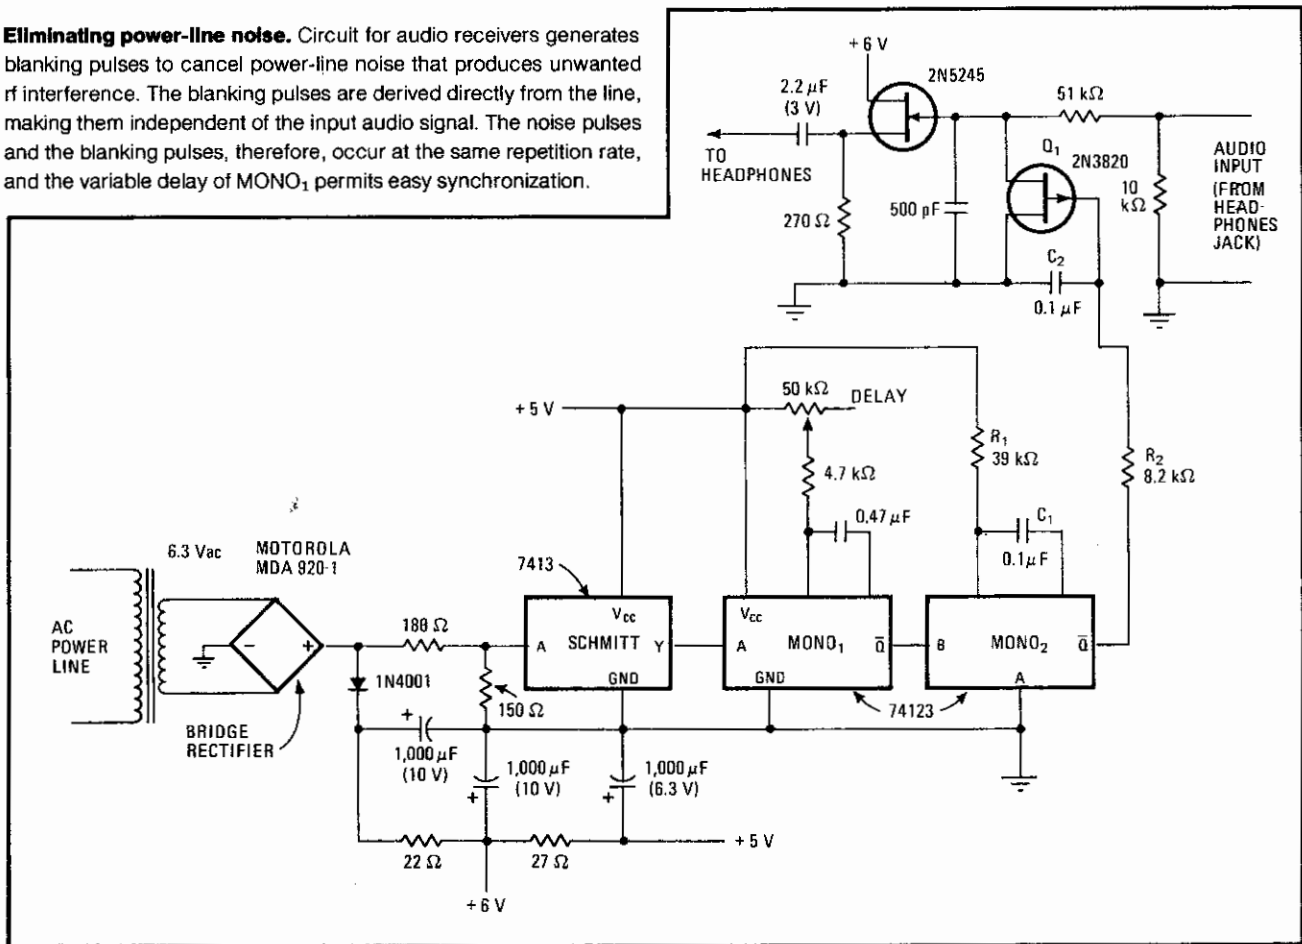 Eliminating power-line noise. Circuit for audio receivers generates
blanking pulses to cancel power-line noise that produces unwanted
rf interference. The blanking pulses are derived directly from the line,
making them independent of the input audio signal. The noise pulses
and the blanking pulses, therefore, occur at the same repetition rate,
and the variable delay of MONO₁ permits easy synchronization.
+6 V
2N5245
2.2 µF
(3 V)
51 kΩ
TO
HEADPHONES
Q₁
2N3820
AUDIO
INPUT
(FROM
HEAD-
PHONES
JACK)
10
kΩ
270 Ω
500 pF
C₂
0.1 µF
+5 V
50 kΩ
DELAY
4.7 kΩ
R₁
39 kΩ
R₂
8.2 kΩ
0.47 µF
C₁
0.1 µF
6.3 Vac
MOTOROLA
MDA 920-1
7413
AC
POWER
LINE
-
+
180 Ω
A
VCC
SCHMITT
Y
GND
VCC
A
MONO₁
Q̅
GND
B
MONO₂
Q̅
A
1N4001
150 Ω
74123
BRIDGE
RECTIFIER
+
1,000 µF
(10 V)
+
1,000 µF
(10 V)
+
1,000 µF
(6.3 V)
22 Ω
27 Ω
+5 V
+6 V